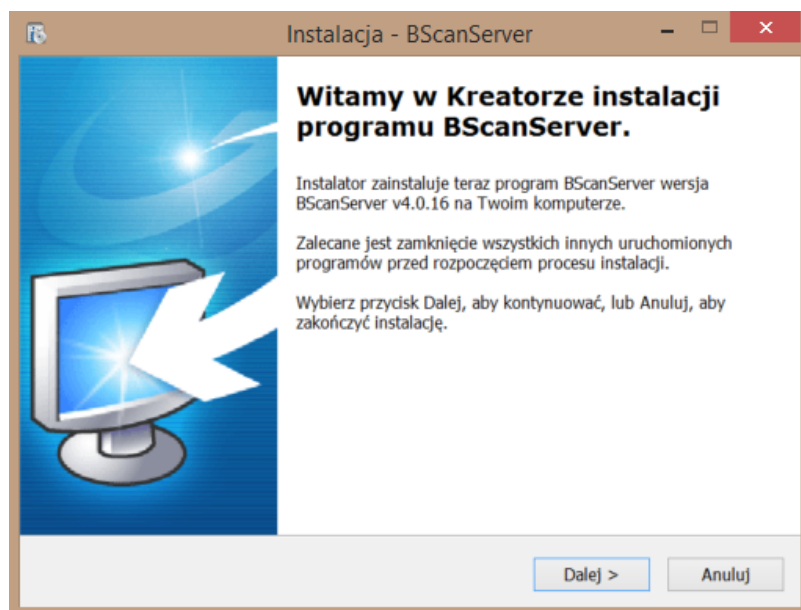 Instalacja - BScanServer
Witamy w Kreatorze instalacji
programu BScanServer.
Instalator zainstaluje teraz program BScanServer wersja
BScanServer v4.0.16 na Twoim komputerze.
Zalecane jest zamknięcie wszystkich innych uruchomionych
programów przed rozpoczęciem procesu instalacji.
Wybierz przycisk Dalej, aby kontynuować, lub Anuluj, aby
zakończyć instalację.
Dalej >
Anuluj